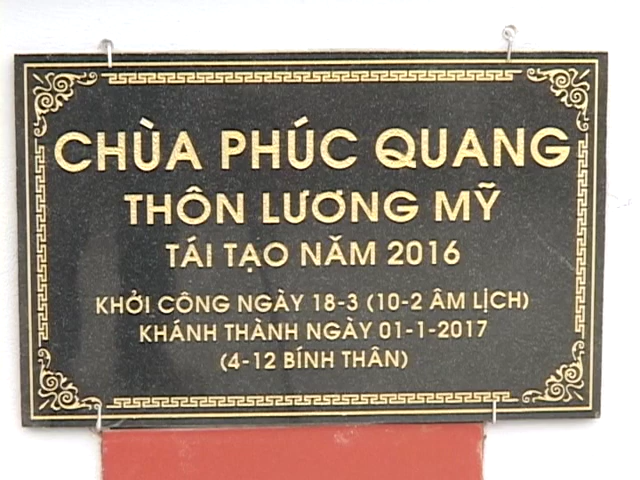 CHÙA PHÚC QUANG
THÔN LƯƠNG MỸ
TÁI TẠO NĂM 2016
KHỞI CÔNG NGÀY 18-3 (10-2 ÂM LỊCH)
KHÁNH THÀNH NGÀY 01-1-2017
(4-12 BÍNH THÂN)